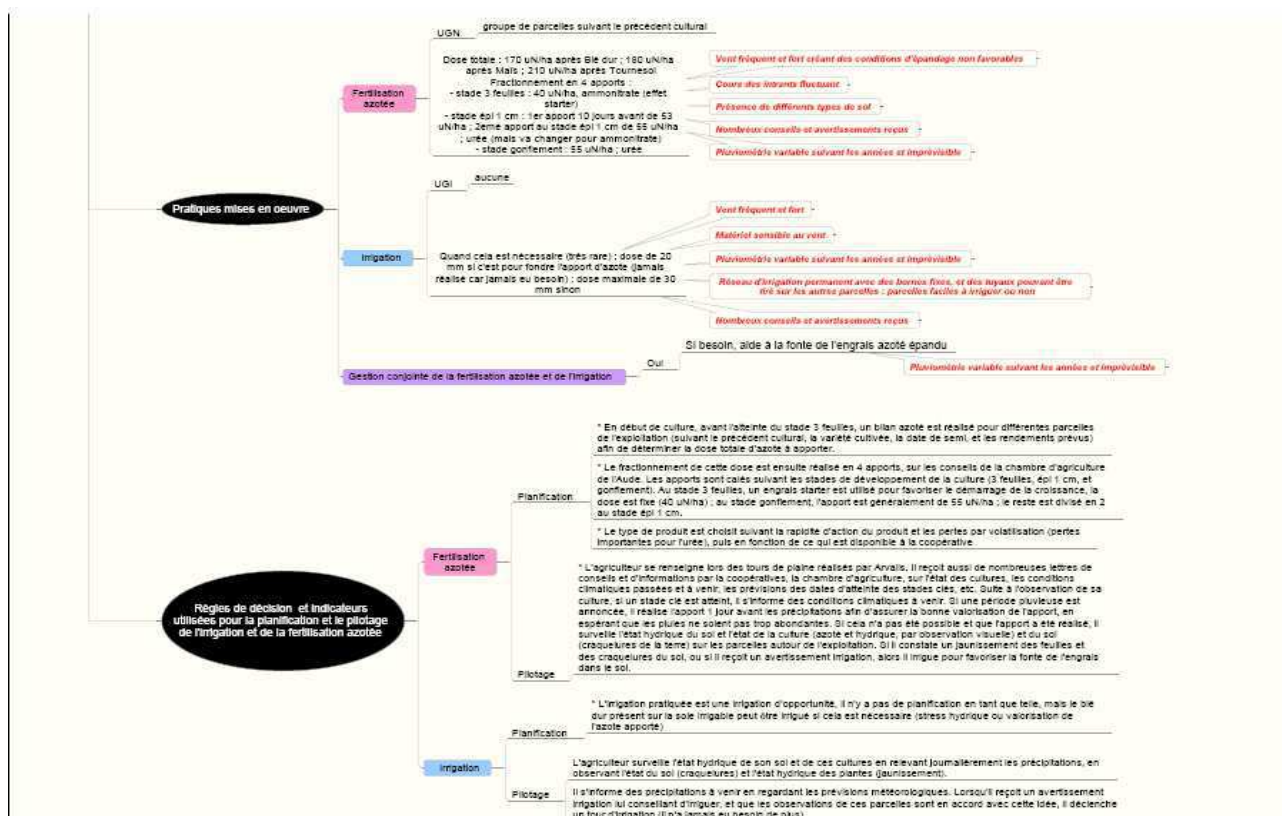 UGN
groupe de parcelles suivant le précédent cultural
Dose totale : 170 uN/ha après Blé dur ; 180 uN/ha
après Maïs ; 210 uN/ha après Tournesol
Fractionnement en 4 apports :
- stade 3 feuilles : 40 uN/ha, ammonitrate (effet
starter)
- stade épi 1 cm : 1er apport 10 jours avant de 53
uN/ha ; 2eme apport au stade épi 1 cm de 55 uN/ha
; urée (mais va changer pour ammonitrate)
- stade gonflement : 55 uN/ha ; urée
Fertilisation
azotée
Vent fréquent et fort créant des conditions d'épandage non favorables
Cours des intrants fluctuant
Présence de différents types de sol
Nombreux conseils et avertissements reçus
Pluviométrie variable suivant les années et imprévisible
Pratiques mises en oeuvre
UGI
aucune
Irrigation
Quand cela est nécessaire (très rare) ; dose de 20
mm si c'est pour fondre l'apport d'azote (jamais
réalisé car jamais eu besoin) ; dose maximale de 30
mm sinon
Vent fréquent et fort
Matériel sensible au vent
Pluviométrie variable suivant les années et imprévisible
Réseau d'irrigation permanent avec des bornes fixes, et des tuyaux pouvant être
tiré sur les autres parcelles : parcelles faciles à irriguer ou non
Nombreux conseils et avertissements reçus
Gestion conjointe de la fertilisation azotée et de l'irrigation
Oui
Si besoin, aide à la fonte de l'engrais azoté épandu
Pluviométrie variable suivant les années et imprévisible
Règles de décision et indicateurs
utilisées pour la planification et le pilotage
de l'irrigation et de la fertilisation azotée
Fertilisation
azotée
Planification
* En début de culture, avant l'atteinte du stade 3 feuilles, un bilan azoté est réalisé pour différentes parcelles
de l'exploitation (suivant le précédent cultural, la variété cultivée, la date de semi, et les rendements prévus)
afin de déterminer la dose totale d'azote à apporter.
* Le fractionnement de cette dose est ensuite réalisé en 4 apports, sur les conseils de la chambre d'agriculture
de l'Aude. Les apports sont calés suivant les stades de développement de la culture (3 feuilles, épi 1 cm, et
gonflement). Au stade 3 feuilles, un engrais starter est utilisé pour favoriser le démarrage de la croissance, la
dose est fixe (40 uN/ha) ; au stade gonflement, l'apport est généralement de 55 uN/ha ; le reste est divisé en 2
au stade épi 1 cm.
* Le type de produit est choisit suivant la rapidité d'action du produit et les pertes par volatilisation (pertes
importantes pour l'urée), puis en fonction de ce qui est disponible à la coopérative
Pilotage
* L'agriculteur se renseigne lors des tours de plaine réalisés par Arvalis, il reçoit aussi de nombreuses lettres de
conseils et d'informations par la coopératives, la chambre d'agriculture, sur l'état des cultures, les conditions
climatiques passées et à venir, les prévisions des dates d'atteinte des stades clés, etc. Suite à l'observation de sa
culture, si un stade clé est atteint, il s'informe des conditions climatiques à venir. Si une période pluvieuse est
annoncée, il réalise l'apport 1 jour avant les précipitations afin d'assurer la bonne valorisation de l'apport, en
espérant que les pluies ne soient pas trop abondantes. Si cela n'a pas été possible et que l'apport a été réalisé, il
surveille l'état hydrique du sol et l'état de la culture (azoté et hydrique, par observation visuelle) et du sol
(craquelures de la terre) sur les parcelles autour de l'exploitation. Si il constate un jaunissement des feuilles et
des craquelures du sol, ou si il reçoit un avertissement irrigation, alors il irrigue pour favoriser la fonte de l'engrais
dans le sol.
Irrigation
Planification
* L'irrigation pratiquée est une irrigation d'opportunité, il n'y a pas de planification en tant que telle, mais le blé
dur présent sur la sole irrigable peut être irrigué si cela est nécessaire (stress hydrique ou valorisation de
l'azote apporté)
Pilotage
L'agriculteur surveille l'état hydrique de son sol et de ces cultures en relevant journalièrement les précipitations, en
observant l'état du sol (craquelures) et l'état hydrique des plantes (jaunissement).
Il s'informe des précipitations à venir en regardant les prévisions météorologiques. Lorsqu'il reçoit un avertissement
irrigation lui conseillant d'irriguer, et que les observations de ces parcelles sont en accord avec cette idée, il déclenche
un tour d'irrigation (il n'a jamais eu besoin de plus)